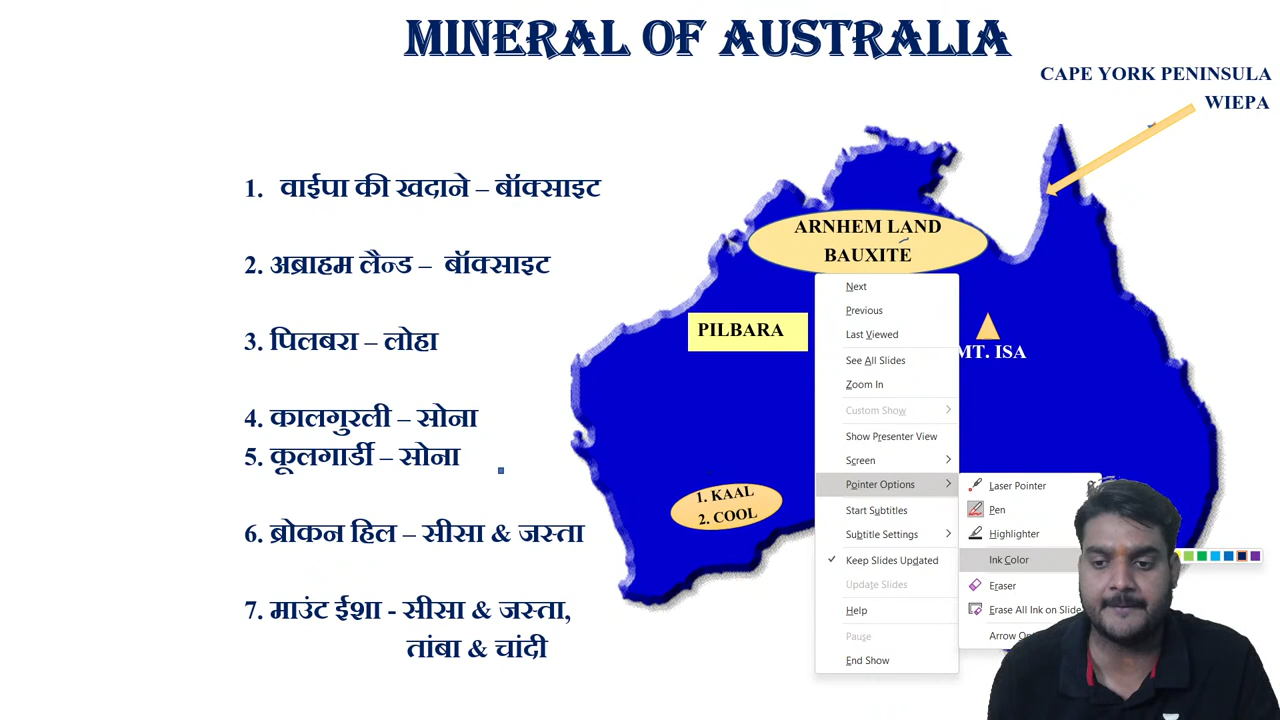 MINERAL OF AUSTRALIA
CAPE YORK PENINSULA
WIEPA
1. वाईपा की खदाने – बॉक्साइट
2. अब्राहम लैन्ड – बॉक्साइट
3. पिलबरा – लोहा
4. कालगुरली – सोना
5. कूलगार्डी – सोना
6. ब्रोकन हिल – सीसा & जस्ता
7. माउंट ईशा - सीसा & जस्ता,
तांबा & चांदी
ARNHEM LAND
BAUXITE
PILBARA
MT. ISA
1. KAAL
2. COOL
Next
Previous
Last Viewed
See All Slides
Zoom In
Custom Show
Show Presenter View
Screen
Pointer Options
Start Subtitles
Subtitle Settings
Keep Slides Updated
Update Slides
Help
Pause
End Show
Laser Pointer
Pen
Highlighter
Ink Color
Eraser
Erase All Ink on Slide
Arrow